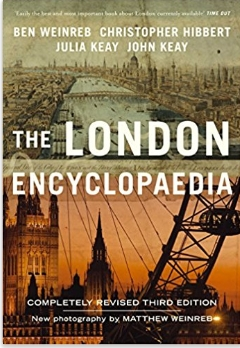 'Easily the best and most important book about London currently available' TIME OUT
BEN WEINREB CHRISTOPHER HIBBERT
JULIA KEAY JOHN KEAY
THE LONDON
ENCYCLOPAEDIA
COMPLETELY REVISED THIRD EDITION
New photography by MATTHEW WEINREB